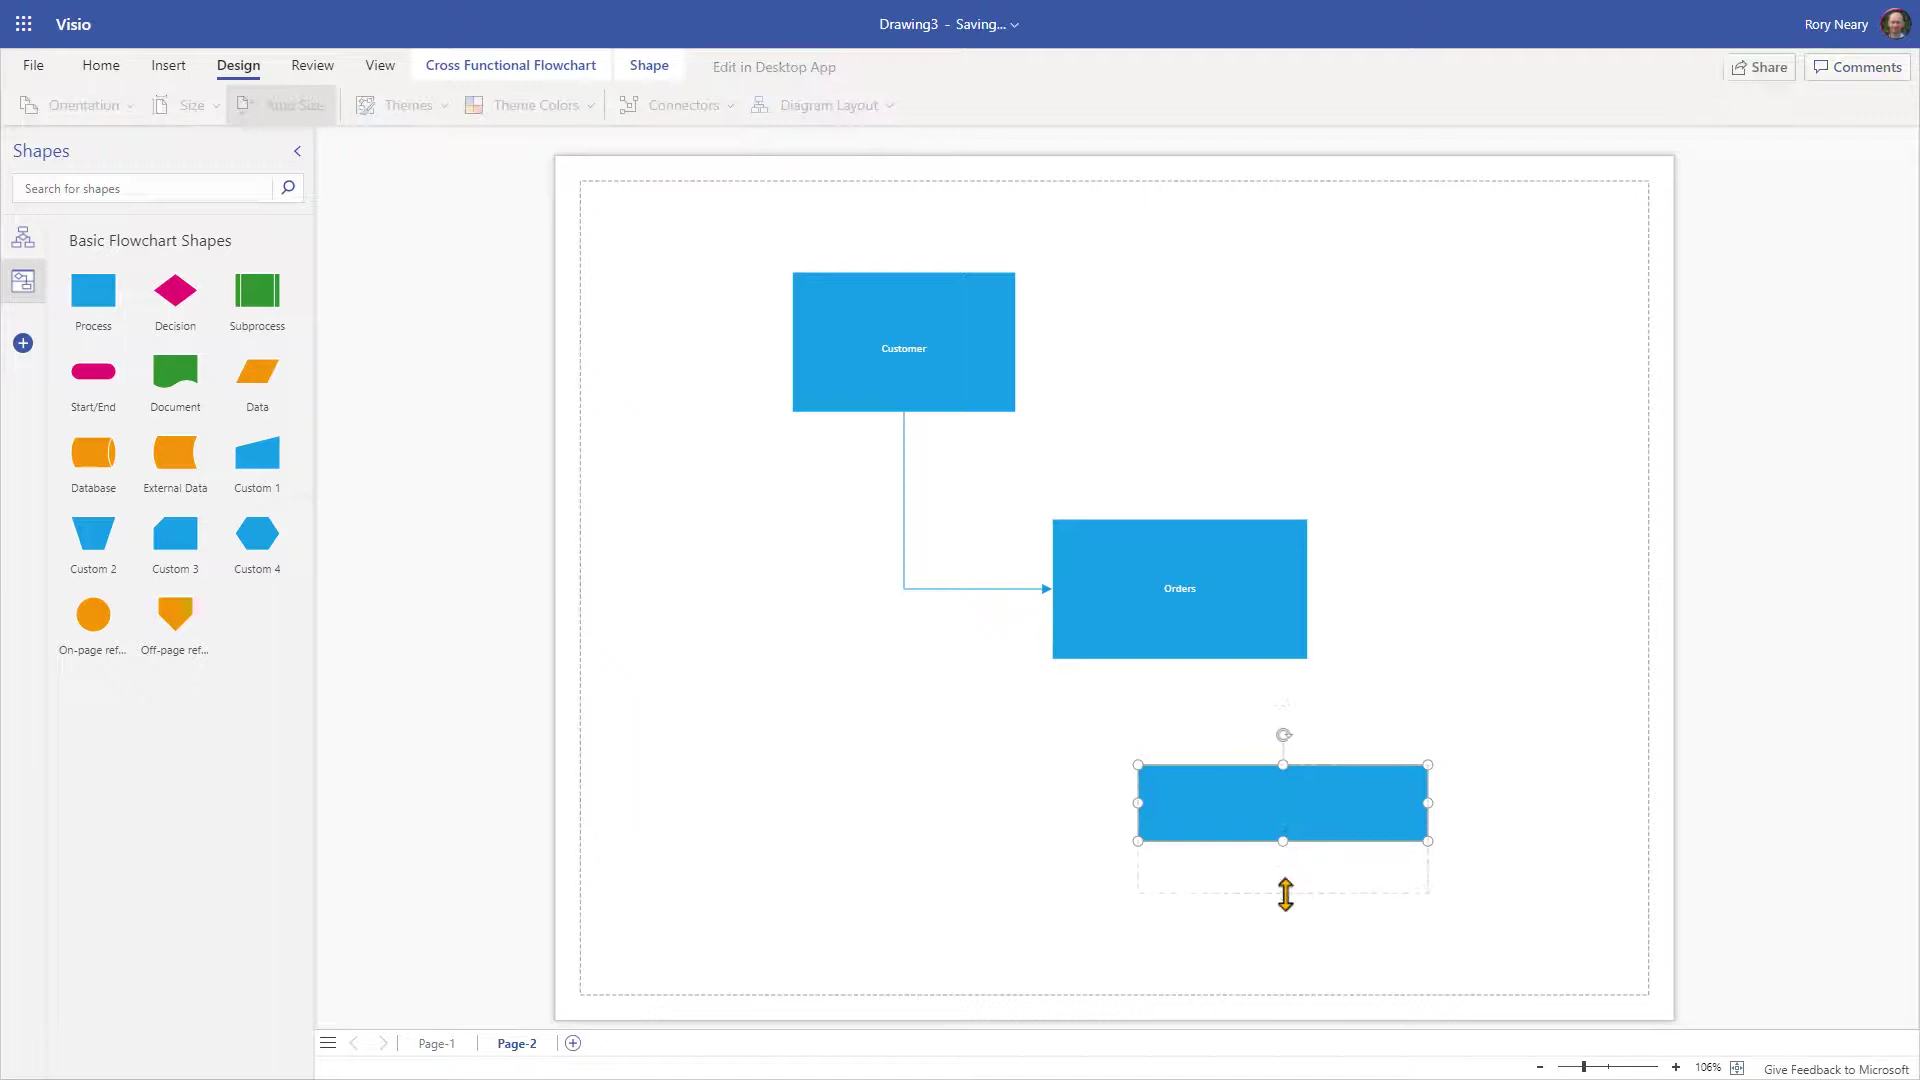 Visio
Drawing3 - Saving...
Rory Neary
File Home Insert Design Review View Cross Functional Flowchart Shape Edit in Desktop App
Share Comments
Orientation Size Auto Size Themes Theme Colors Connectors Diagram Layout
Shapes
Search for shapes
Basic Flowchart Shapes
Process Decision Subprocess
Start/End Document Data
Database External Data Custom 1
Custom 2 Custom 3 Custom 4
On-page ref... Off-page ref...
Customer
Orders
Page-1 Page-2
106% Give Feedback to Microsoft